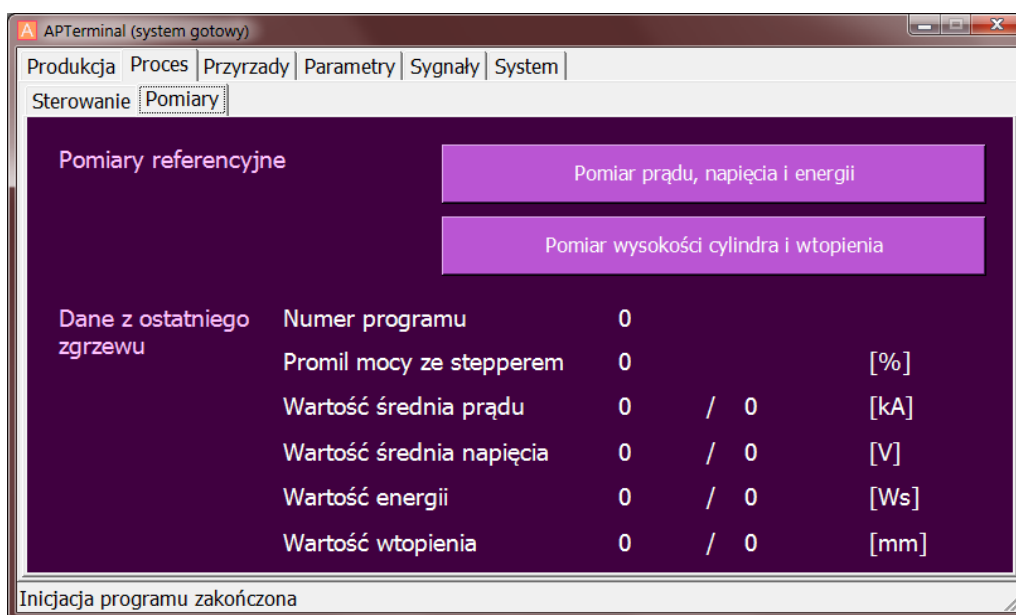 A APTerminal (system gotowy)
Produkcja Proces Przyrzady Parametry Sygnały System
Sterowanie Pomiary
Pomiary referencyjne
Pomiar prądu, napięcia i energii
Pomiar wysokości cylindra i wtopienia
Dane z ostatniego
zgrzewu
Numer programu 0
Promil mocy ze stepperem 0 [%]
Wartość średnia prądu 0 / 0 [kA]
Wartość średnia napięcia 0 / 0 [V]
Wartość energii 0 / 0 [Ws]
Wartość wtopienia 0 / 0 [mm]
Inicjacja programu zakończona